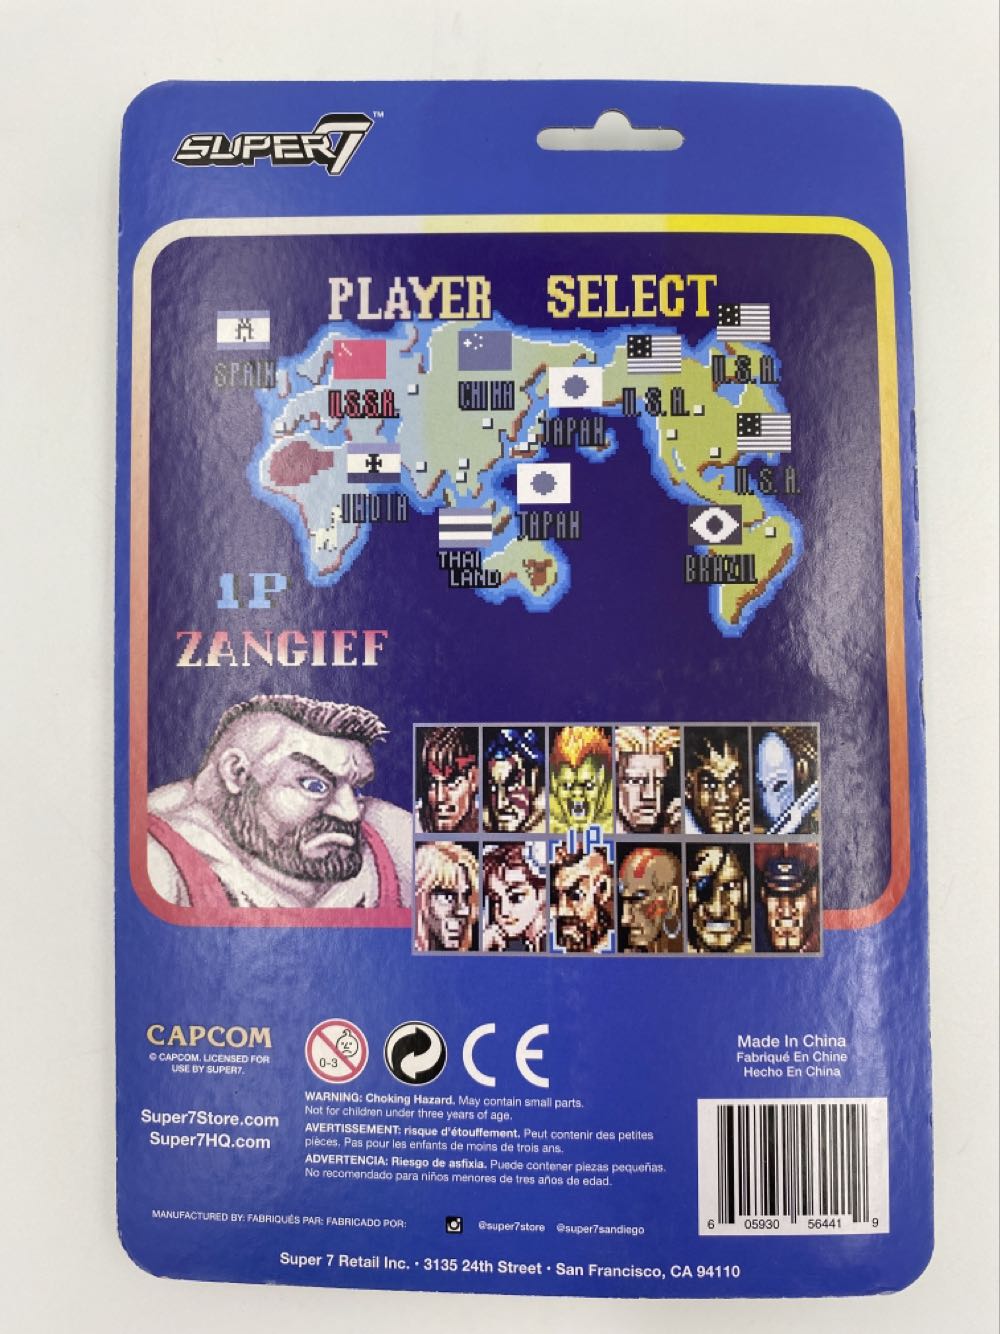 SUPER7™
PLAYER SELECT
SPAIN
U.S.S.R.
CHINA
JAPAN
U.S.A.
U.S.A.
U.S.A.
INDIA
THAI
LAND
JAPAN
BRAZIL
1P
ZANGIEF
1P
CAPCOM
© CAPCOM. LICENSED FOR
USE BY SUPER7.
Super7Store.com
Super7HQ.com
0-3
CE
WARNING: Choking Hazard. May contain small parts.
Not for children under three years of age.
AVERTISSEMENT: risque d'étouffement. Peut contenir des petites
pièces. Pas pour les enfants de moins de trois ans.
ADVERTENCIA: Riesgo de asfixia. Puede contener piezas pequeñas.
No recomendado para niños menores de tres años de edad.
Made In China
Fabriqué En Chine
Hecho En China
6 05930 56441 9
MANUFACTURED BY: FABRIQUÉS PAR: FABRICADO POR:
@super7store @super7sandiego
Super 7 Retail Inc. • 3135 24th Street • San Francisco, CA 94110